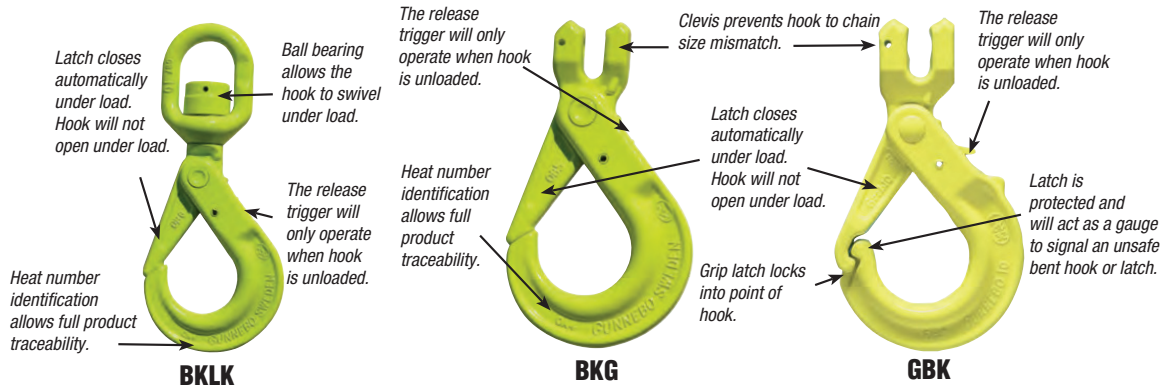 Latch closes
automatically
under load.
Hook will not
open under load.
Ball bearing
allows the
hook to swivel
under load.
The release
trigger will
only operate
when hook
is unloaded.
Heat number
identification
allows full product
traceability.
GUNNEBO SWEDEN
BKLK
The release
trigger will only
operate when hook
is unloaded.
Clevis prevents hook to chain
size mismatch.
Heat number
identification
allows full
product
traceability.
Latch closes
automatically
under load.
Hook will not
open under load.
GUNNEBO SWEDEN
BKG
The release
trigger will only
operate when hook
is unloaded.
Latch is
protected and
will act as a gauge
to signal an unsafe
bent hook or latch.
Grip latch locks
into point of
hook.
GUNNEBO 10
GBK